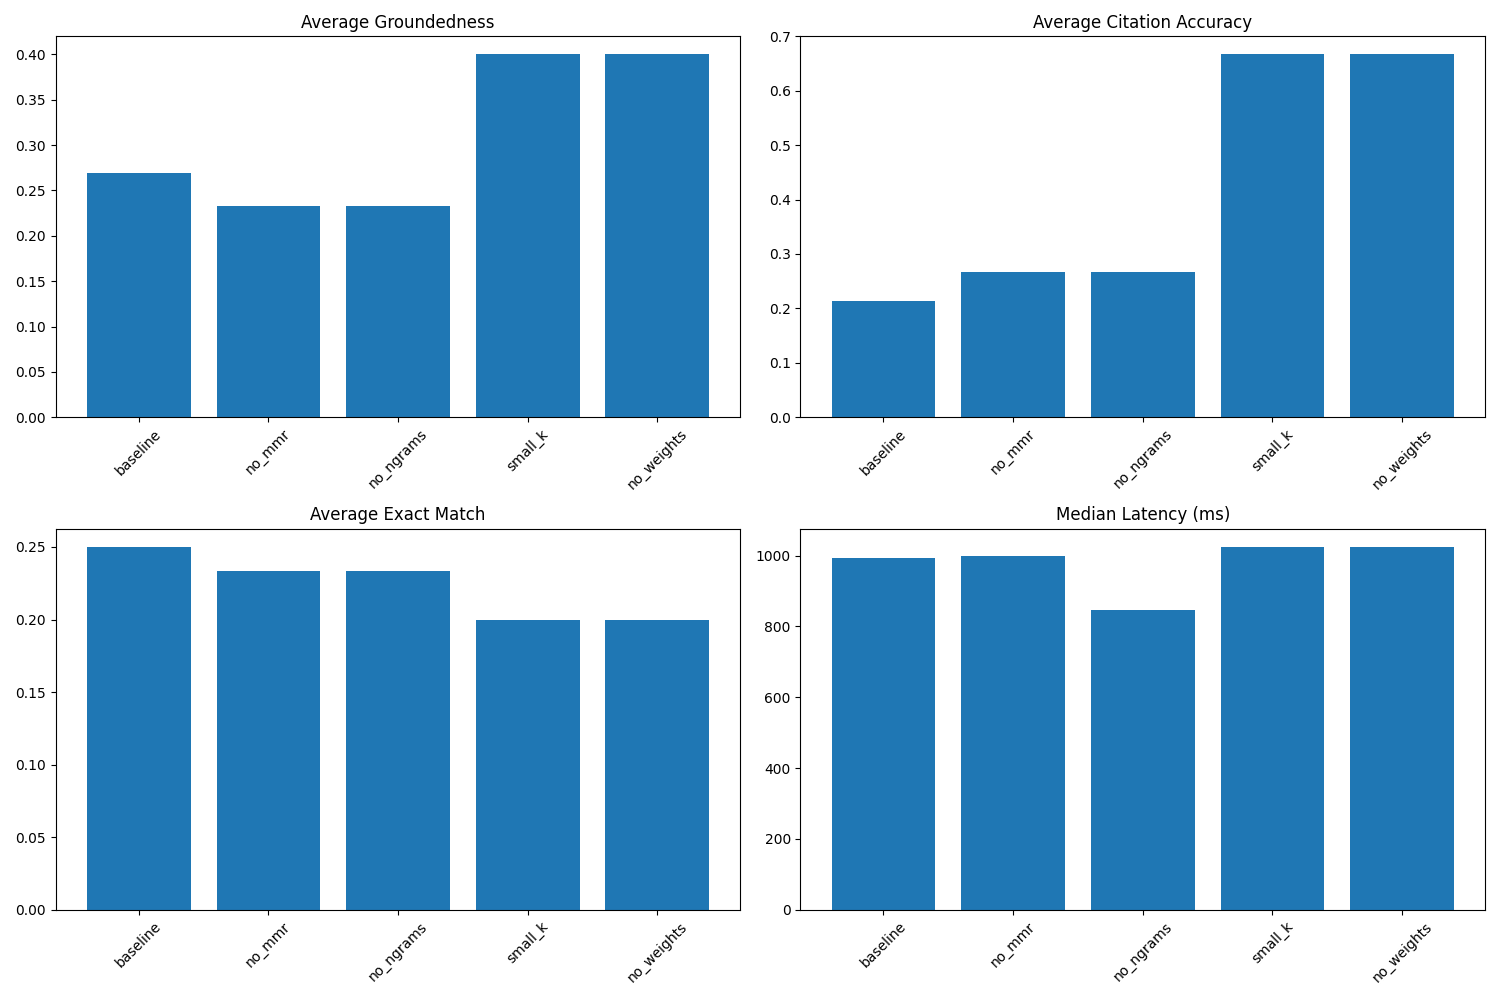 Average Groundedness
0.40
0.35
0.30
0.25
0.20
0.15
0.10
0.05
0.00
baseline
no_mmr
no_ngrams
small_k
no_weights
Average Citation Accuracy
0.7
0.6
0.5
0.4
0.3
0.2
0.1
0.0
baseline
no_mmr
no_ngrams
small_k
no_weights
Average Exact Match
0.25
0.20
0.15
0.10
0.05
0.00
baseline
no_mmr
no_ngrams
small_k
no_weights
Median Latency (ms)
1000
800
600
400
200
0
baseline
no_mmr
no_ngrams
small_k
no_weights